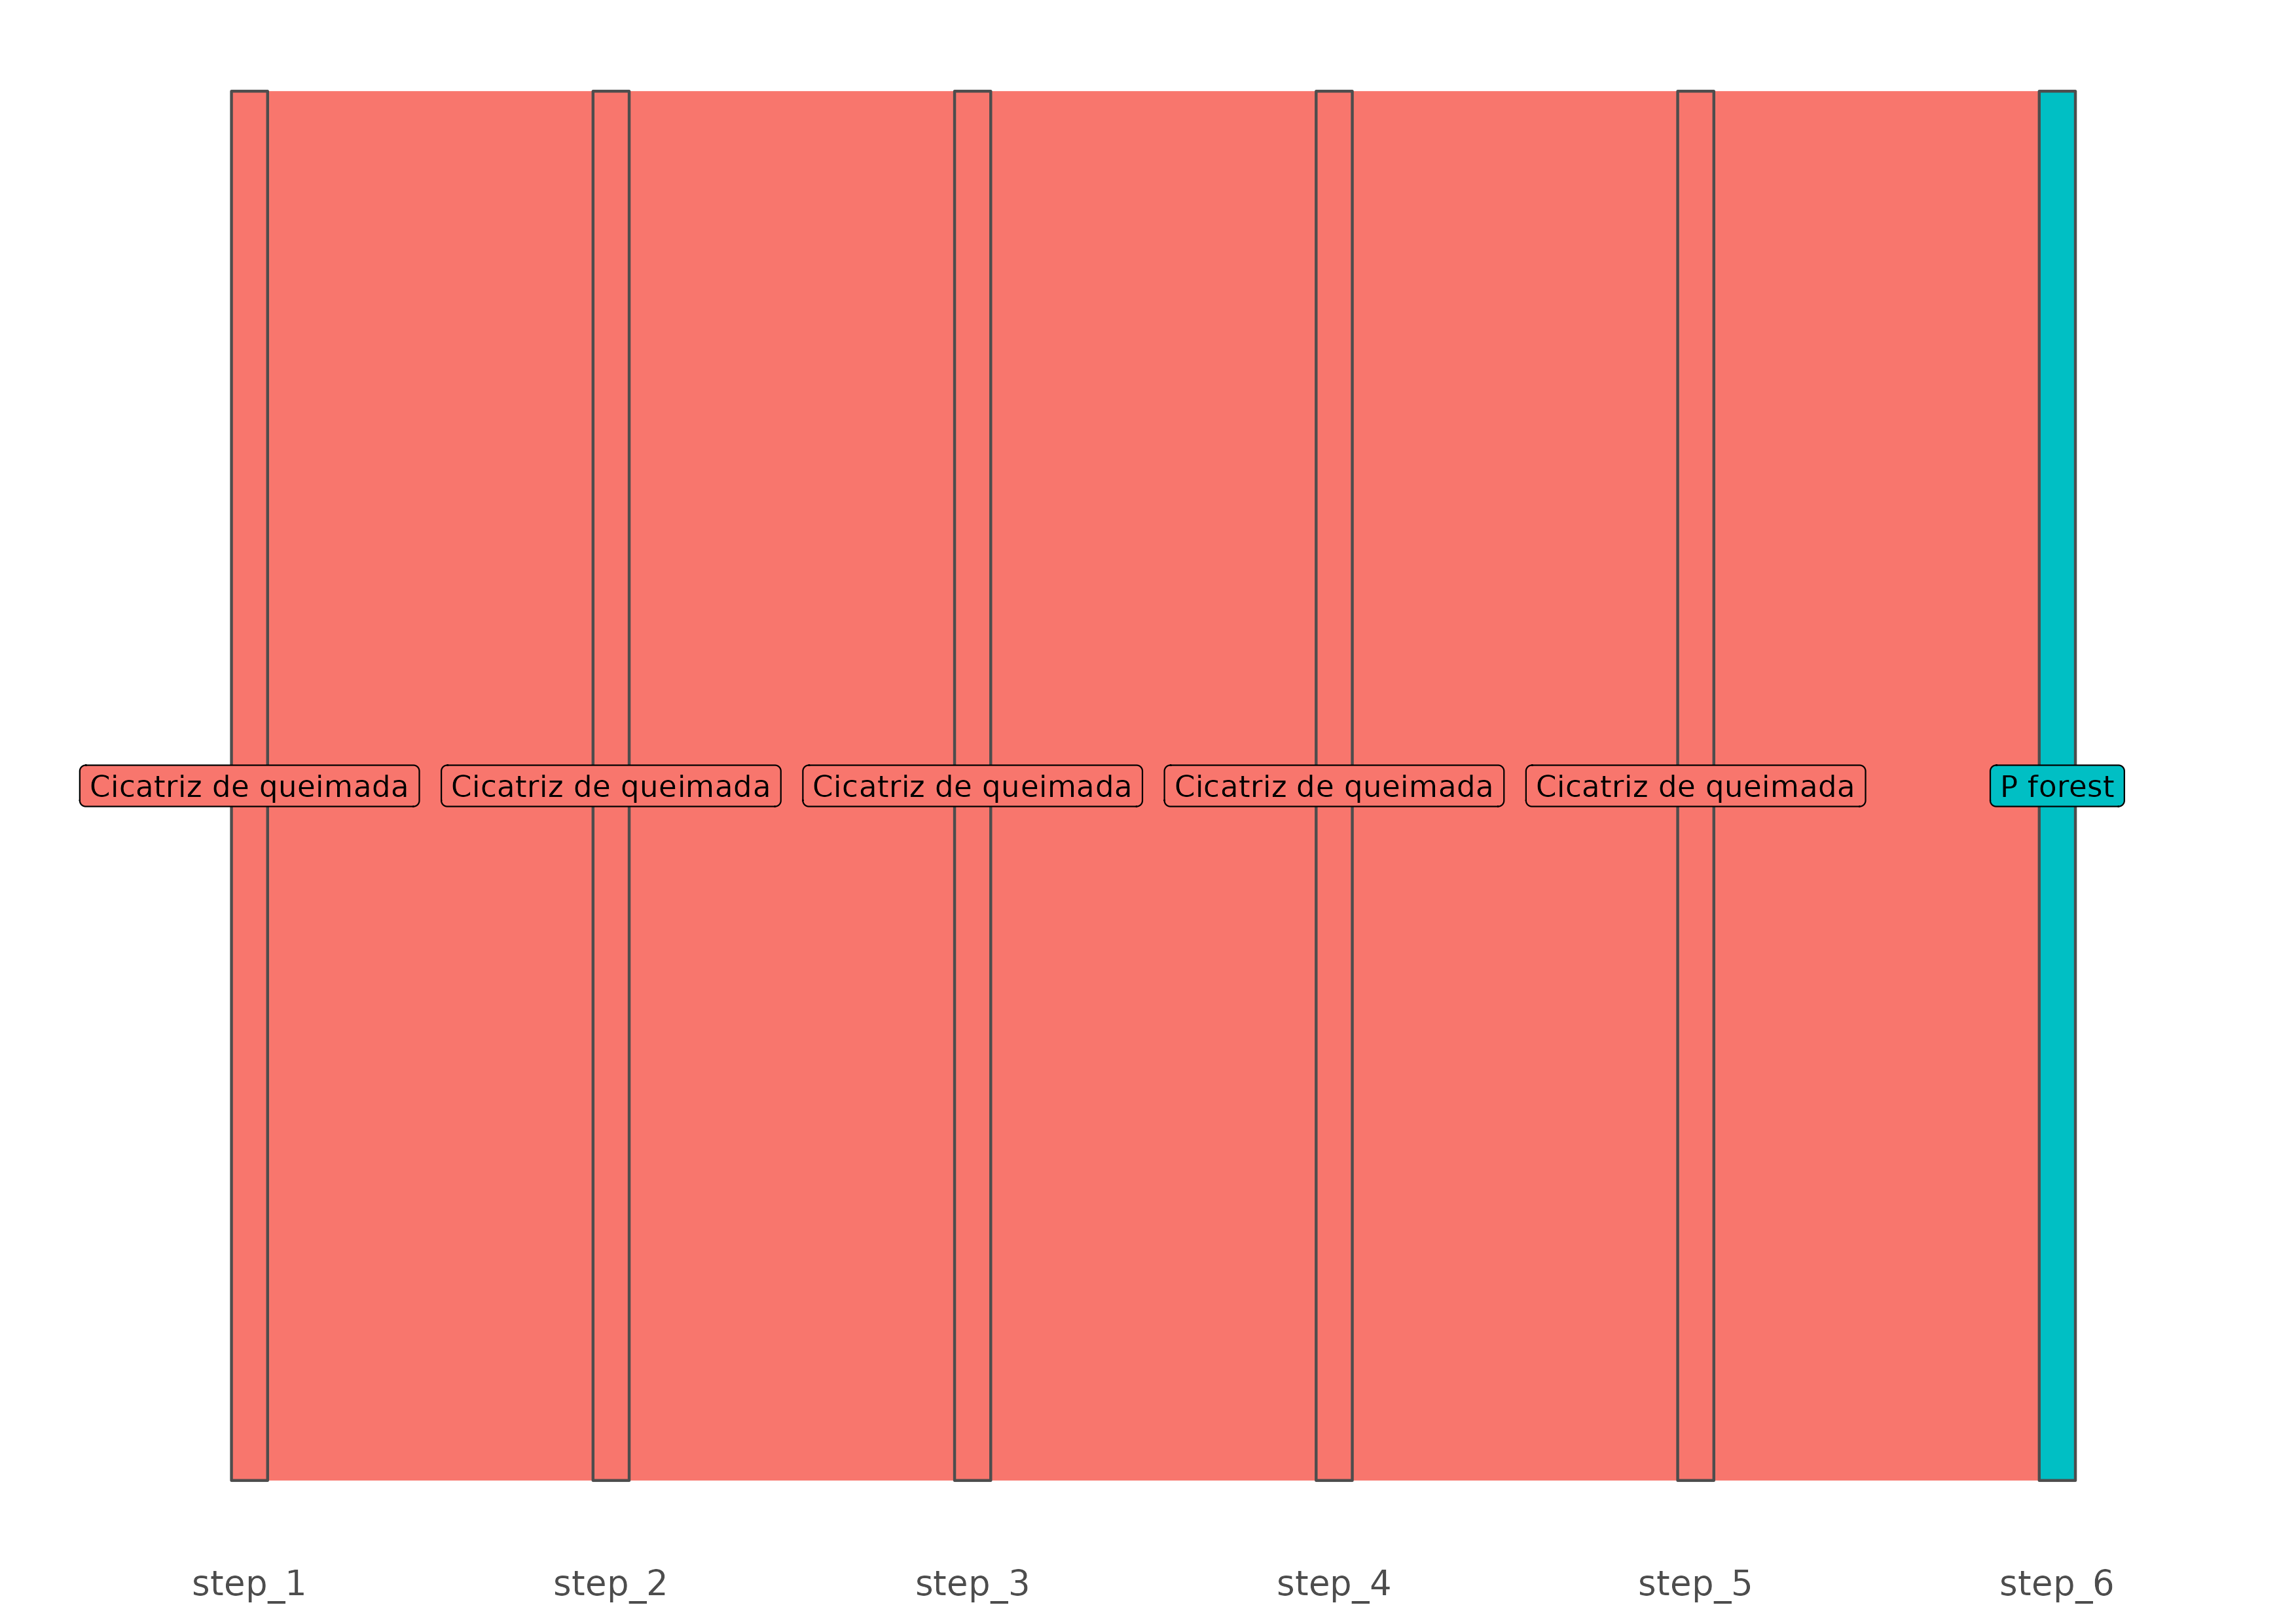 Cicatriz de queimada
Cicatriz de queimada
Cicatriz de queimada
Cicatriz de queimada
Cicatriz de queimada
P forest
step_1
step_2
step_3
step_4
step_5
step_6